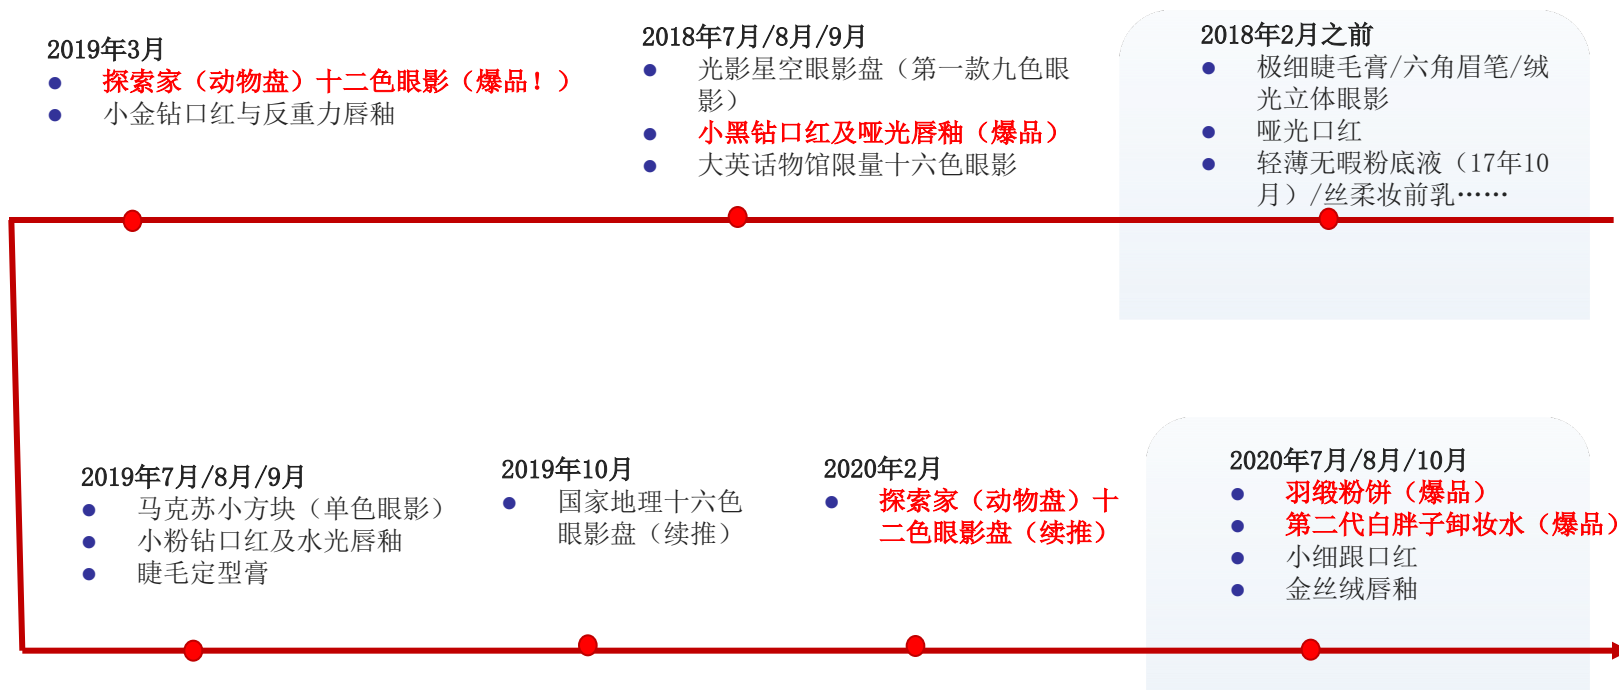 2019年3月
探索家（动物盘）十二色眼影（爆品！）
小金钻口红与反重力唇釉
2018年7月/8月/9月
光影星空眼影盘（第一款九色眼
影）
小黑钻口红及哑光唇釉（爆品）
大英话物馆限量十六色眼影
2018年2月之前
极细睫毛膏/六角眉笔/绒
光立体眼影
哑光口红
轻薄无暇粉底液（17年10
月）/丝柔妆前乳……
2019年7月/8月/9月
马克苏小方块（单色眼影）
小粉钻口红及水光唇釉
睫毛定型膏
2019年10月
国家地理十六色
眼影盘（续推）
2020年2月
探索家（动物盘）十
二色眼影盘（续推）
2020年7月/8月/10月
羽缎粉饼（爆品）
第二代白胖子卸妆水（爆品）
小细跟口红
金丝绒唇釉